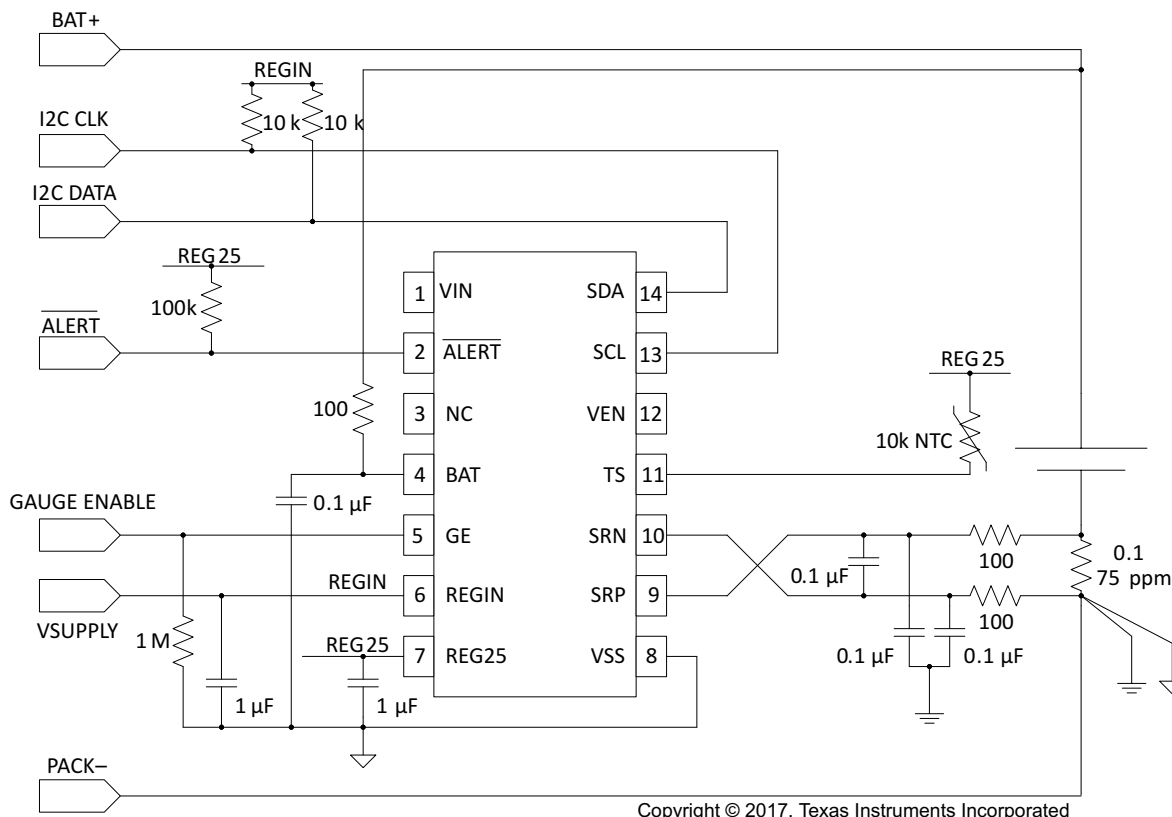 BAT+
REGIN
10 k
10 k
I2C CLK
I2C DATA
REG25
100k
ALERT
100
1 VIN
2 ALERT
3 NC
4 BAT
5 GE
6 REGIN
7 REG25
SDA 14
SCL 13
VEN 12
TS 11
SRN 10
SRP 9
VSS 8
REG25
10k NTC
0.1 µF
GAUGE ENABLE
REGIN
VSUPPLY
1 M
REG25
1 µF
1 µF
0.1 µF
100
100
0.1
75 ppm
0.1 µF
0.1 µF
PACK–
Copyright © 2017, Texas Instruments Incorporated